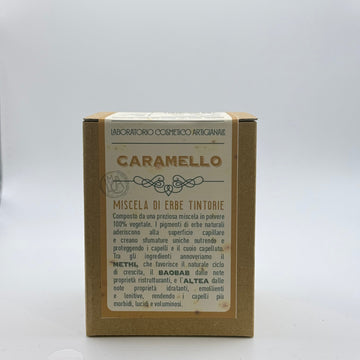 LABORATORIO COSMETICO ARTIGIANALE
CARAMELLO
MISCELA DI ERBE TINTORIE
Composto da una preziosa miscela in polvere
100% vegetale. I pigmenti di erbe naturali
aderiscono alla superficie capillare
e creano sfumature uniche nutrendo e
proteggendo i capelli e il cuoio capelluto.
Tra gli ingredienti annoveriamo il
METHI, che favorisce il naturale ciclo
di crescita, il BAOBAB dalle note
proprietà ristrutturanti, e l'ALTEA dalle
note proprietà idratanti, emollienti
e lenitive, rendendo i capelli più
morbidi, lucidi e voluminosi.